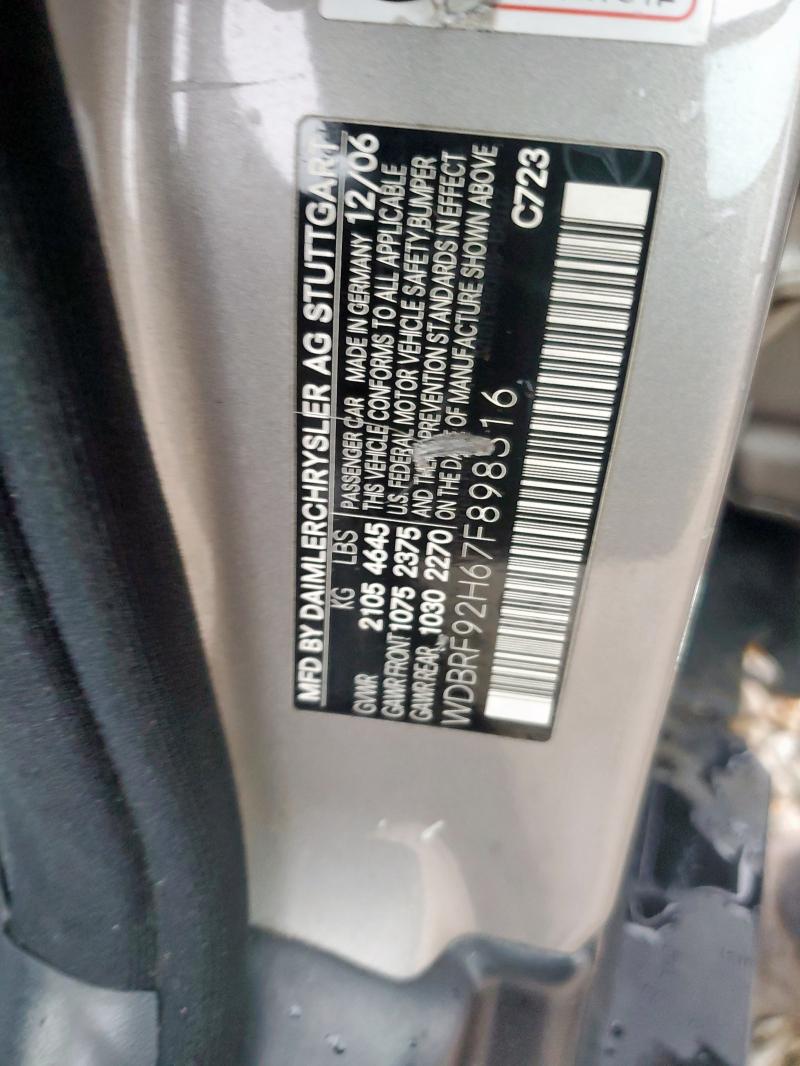 MFD BY DAIMLERCHRYSLER AG STUTTGART
KG LBS
GVWR 2105 4645
GAWR FRONT 1075 2375
GAWR REAR 1030 2270
PASSENGER CAR MADE IN GERMANY 12/06
THIS VEHICLE CONFORMS TO ALL APPLICABLE
U.S. FEDERAL MOTOR VEHICLE SAFETY, BUMPER
AND THEFT PREVENTION STANDARDS IN EFFECT
ON THE DATE OF MANUFACTURE SHOWN ABOVE
WDBRF92H67F898316
C723